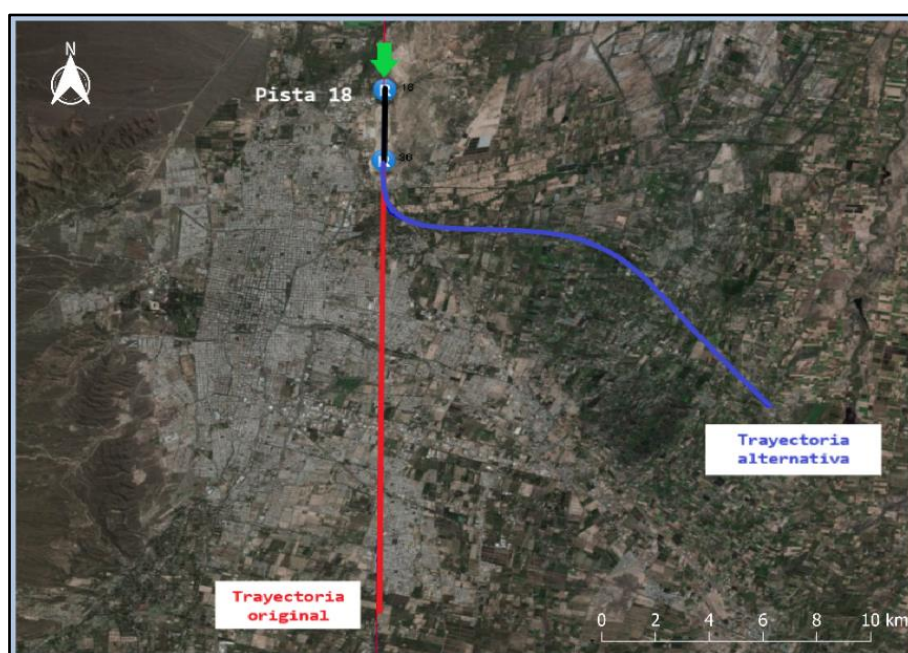 N
Pista 18
18
36
Trayectoria
alternativa
Trayectoria
original
0 2 4 6 8 10 km